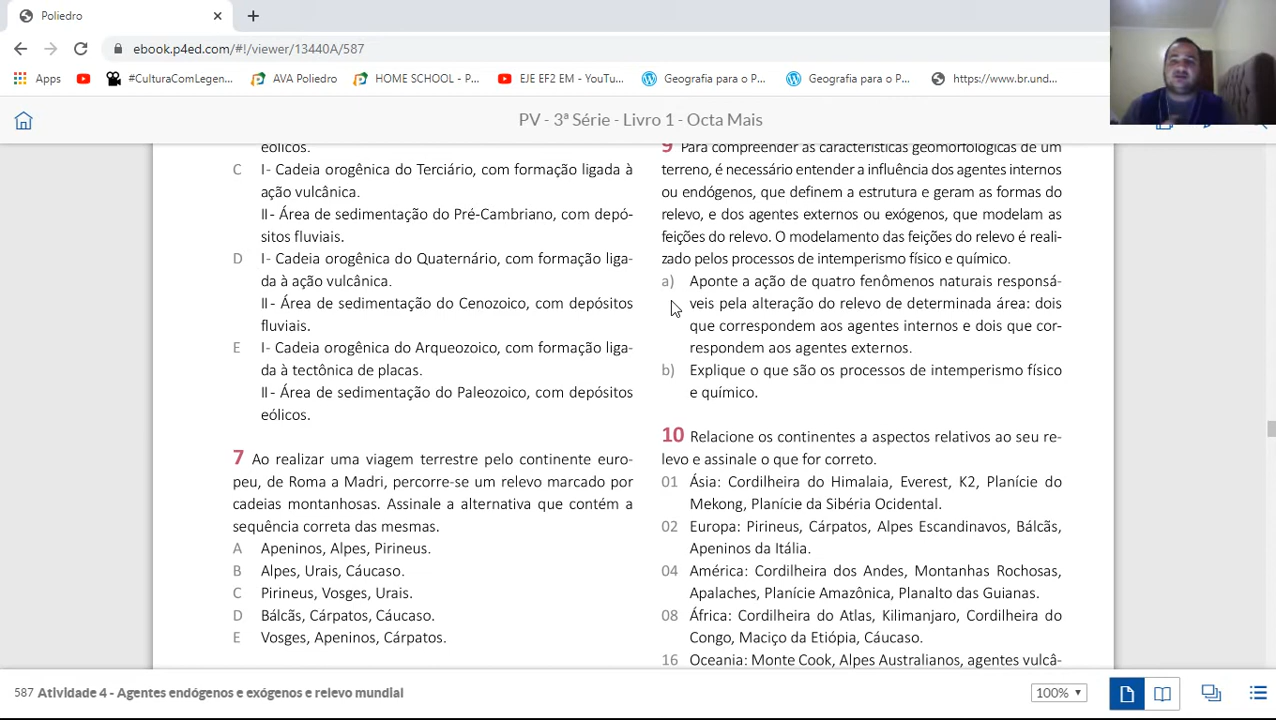 Poliedro
ebook.p4ed.com/#!/viewer/13440A/587
Apps
#CulturaComLegen...
AVA Poliedro
HOME SCHOOL - P...
EJE EF2 EM - YouTu...
Geografia para o P...
Geografia para o P...
https://www.br.und...
PV - 3ª Série - Livro 1 - Octa Mais
eólicos.
C I- Cadeia orogênica do Terciário, com formação ligada à
ação vulcânica.
II- Área de sedimentação do Pré-Cambriano, com depó-
sitos fluviais.
D I- Cadeia orogênica do Quaternário, com formação liga-
da à ação vulcânica.
II- Área de sedimentação do Cenozoico, com depósitos
fluviais.
E I- Cadeia orogênica do Arqueozoico, com formação liga-
da à tectônica de placas.
II- Área de sedimentação do Paleozoico, com depósitos
eólicos.
7 Ao realizar uma viagem terrestre pelo continente euro-
peu, de Roma a Madri, percorre-se um relevo marcado por
cadeias montanhosas. Assinale a alternativa que contém a
sequência correta das mesmas.
A Apeninos, Alpes, Pirineus.
B Alpes, Urais, Cáucaso.
C Pirineus, Vosges, Urais.
D Bálcãs, Cárpatos, Cáucaso.
E Vosges, Apeninos, Cárpatos.
9 Para compreender as características geomorfológicas de um
terreno, é necessário entender a influência dos agentes internos
ou endógenos, que definem a estrutura e geram as formas do
relevo, e dos agentes externos ou exógenos, que modelam as
feições do relevo. O modelamento das feições do relevo é reali-
zado pelos processos de intemperismo físico e químico.
a) Aponte a ação de quatro fenômenos naturais responsá-
veis pela alteração do relevo de determinada área: dois
que correspondem aos agentes internos e dois que cor-
respondem aos agentes externos.
b) Explique o que são os processos de intemperismo físico
e químico.
10 Relacione os continentes a aspectos relativos ao seu re-
levo e assinale o que for correto.
01 Ásia: Cordilheira do Himalaia, Everest, K2, Planície do
Mekong, Planície da Sibéria Ocidental.
02 Europa: Pirineus, Cárpatos, Alpes Escandinavos, Bálcãs,
Apeninos da Itália.
04 América: Cordilheira dos Andes, Montanhas Rochosas,
Apalaches, Planície Amazônica, Planalto das Guianas.
08 África: Cordilheira do Atlas, Kilimanjaro, Cordilheira do
Congo, Maciço da Etiópia, Cáucaso.
16 Oceania: Monte Cook, Alpes Australianos, agentes vulcâ-
587 Atividade 4 - Agentes endógenos e exógenos e relevo mundial
100%